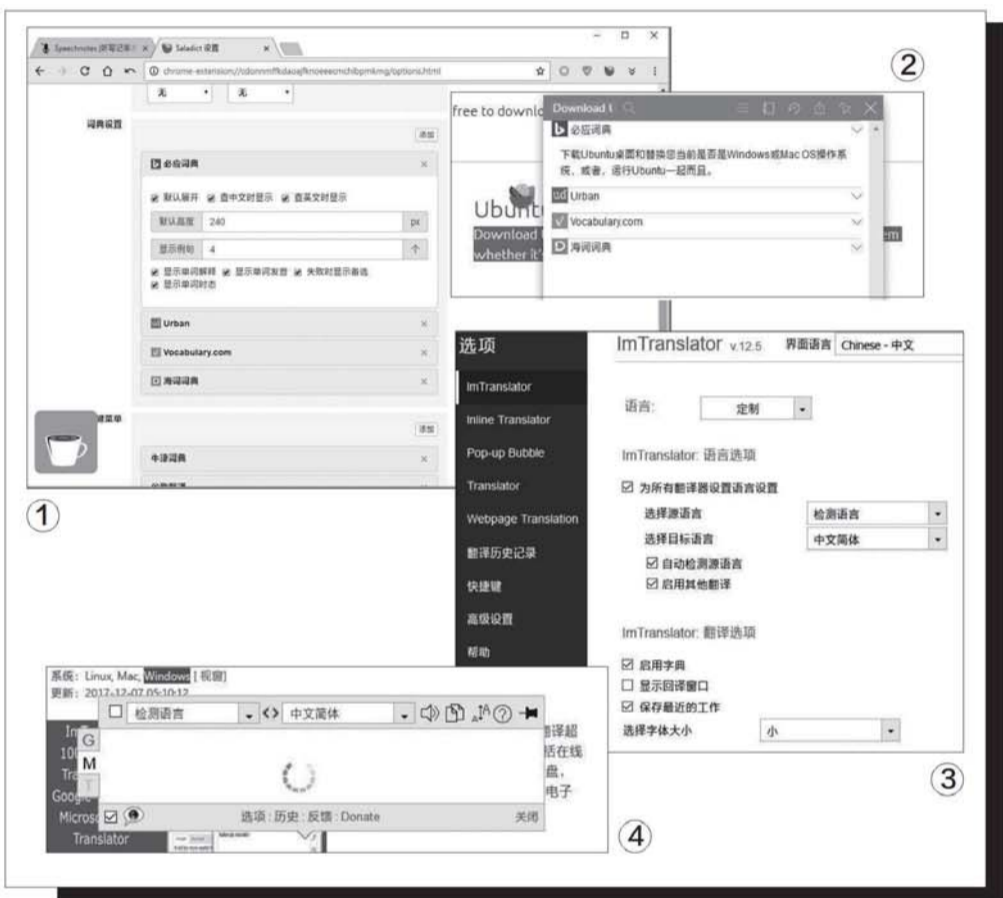 Speechnotes
Saladict 设置
chrome-extension://cdonnmffkdaoajfknoeeecmchibpmkmg/options.html
无
无
词典设置
添加
必应词典
默认展开 查中文时显示 查英文时显示
默认高度 240 px
显示例句 4 个
显示单词解释 显示单词发音 失败时显示备选
显示单词时态
Urban
Vocabulary.com
海词词典
键菜单
添加
牛津词典
①
②
free to downlo
Download U
必应词典
下载Ubuntu桌面和替换您当前是否是Windows或Mac OS操作系
统，或者，运行Ubuntu一起而且。
Urban
Vocabulary.com
海词词典
Ubunt
Download
whether it's
em
选项
ImTranslator
Inline Translator
Pop-up Bubble
Translator
Webpage Translation
翻译历史记录
快捷键
高级设置
帮助
ImTranslator v.12.5 界面语言 Chinese - 中文
语言: 定制
ImTranslator: 语言选项
为所有翻译器设置语言设置
选择源语言 检测语言
选择目标语言 中文简体
自动检测源语言
启用其他翻译
ImTranslator: 翻译选项
启用字典
显示回译窗口
保存最近的工作
选择字体大小 小
③
系统：Linux, Mac, Windows [ 视窗]
更新：2017-12-07 05:10:12
检测语言 中文简体
G
M
T
选项 : 历史 : 反馈 : Donate 关闭
翻译超
括在线
盘，
电子
Google
Microso
Translator
④